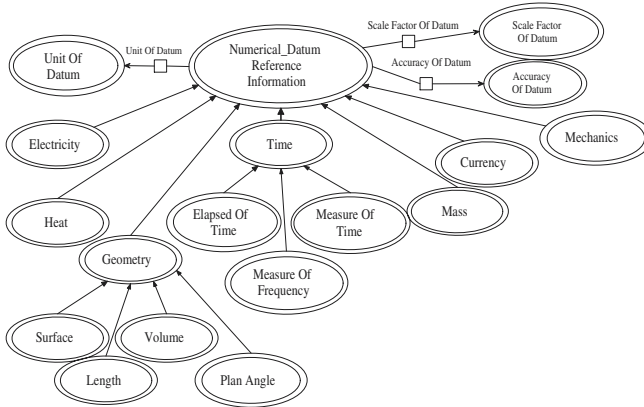 Scale Factor Of Datum
Scale Factor
Of Datum
Unit Of
Datum
Unit Of Datum
Numerical_Datum
Reference
Information
Accuracy Of Datum
Accuracy
Of Datum
Electricity
Time
Mechanics
Currency
Heat
Elapsed Of
Time
Measure Of
Time
Mass
Geometry
Measure Of
Frequency
Surface
Volume
Length
Plan Angle